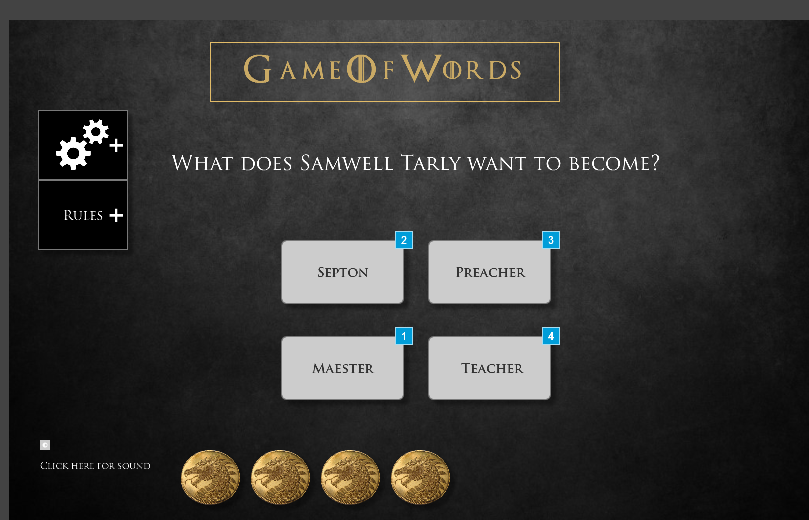 Game Of Words
What does Samwell Tarly want to become?
Rules +
2
Septon
3
Preacher
1
Maester
4
Teacher
Click here for sound